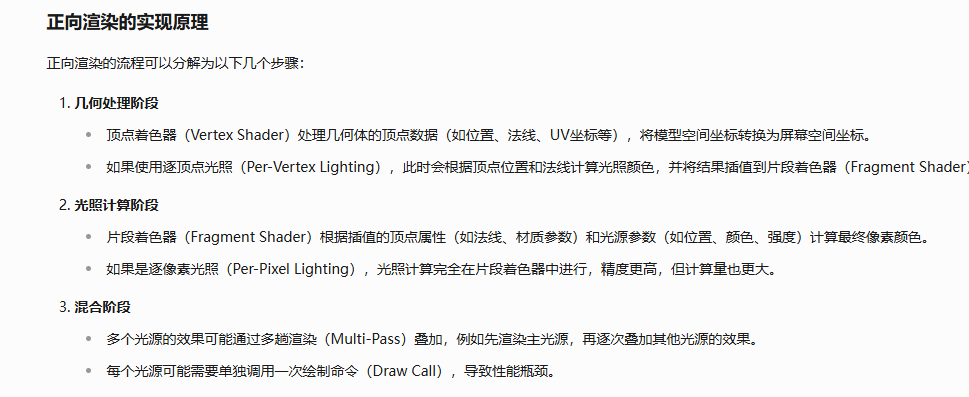 正向渲染的实现原理
正向渲染的流程可以分解为以下几个步骤：
1. 几何处理阶段
顶点着色器（Vertex Shader）处理几何体的顶点数据（如位置、法线、UV坐标等），将模型空间坐标转换为屏幕空间坐标。
如果使用逐顶点光照（Per-Vertex Lighting），此时会根据顶点位置和法线计算光照颜色，并将结果插值到片段着色器（Fragment Shader）
2. 光照计算阶段
片段着色器（Fragment Shader）根据插值的顶点属性（如法线、材质参数）和光源参数（如位置、颜色、强度）计算最终像素颜色。
如果是逐像素光照（Per-Pixel Lighting），光照计算完全在片段着色器中进行，精度更高，但计算量也更大。
3. 混合阶段
多个光源的效果可能通过多趟渲染（Multi-Pass）叠加，例如先渲染主光源，再逐次叠加其他光源的效果。
每个光源可能需要单独调用一次绘制命令（Draw Call），导致性能瓶颈。